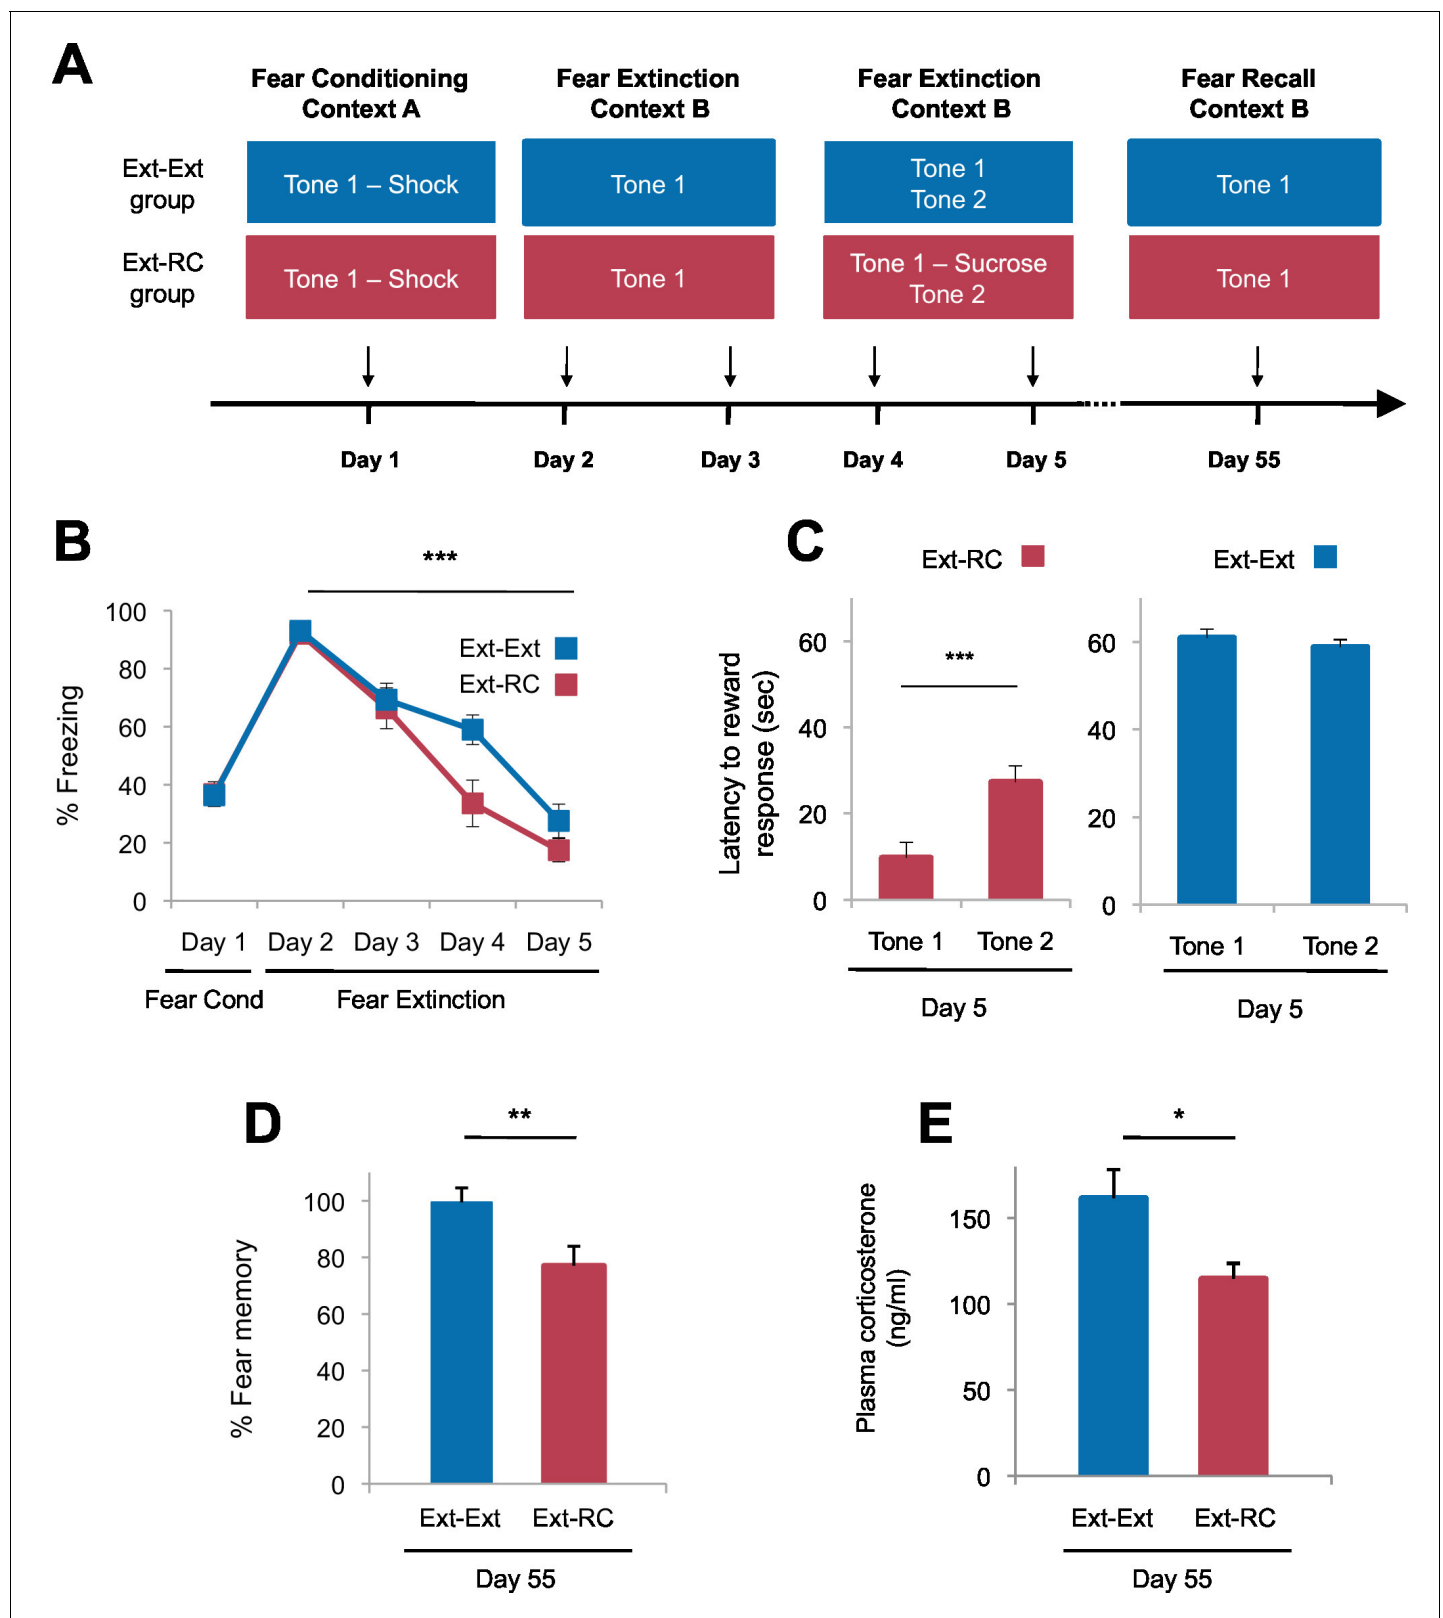 A
Fear Conditioning
Context A
Fear Extinction
Context B
Fear Extinction
Context B
Fear Recall
Context B
Ext-Ext
group
Tone 1 – Shock
Tone 1
Tone 1
Tone 2
Tone 1
Ext-RC
group
Tone 1 – Shock
Tone 1
Tone 1 – Sucrose
Tone 2
Tone 1
Day 1
Day 2
Day 3
Day 4
Day 5
Day 55
B
***
% Freezing
100
80
60
40
20
0
Ext-Ext
Ext-RC
Day 1
Day 2
Day 3
Day 4
Day 5
Fear Cond
Fear Extinction
C
Ext-RC
Ext-Ext
Latency to reward
response (sec)
60
40
20
0
***
Tone 1
Tone 2
Day 5
60
40
20
0
Tone 1
Tone 2
Day 5
D
**
% Fear memory
100
80
60
40
20
0
Ext-Ext
Ext-RC
Day 55
E
*
Plasma corticosterone
(ng/ml)
150
100
50
0
Ext-Ext
Ext-RC
Day 55